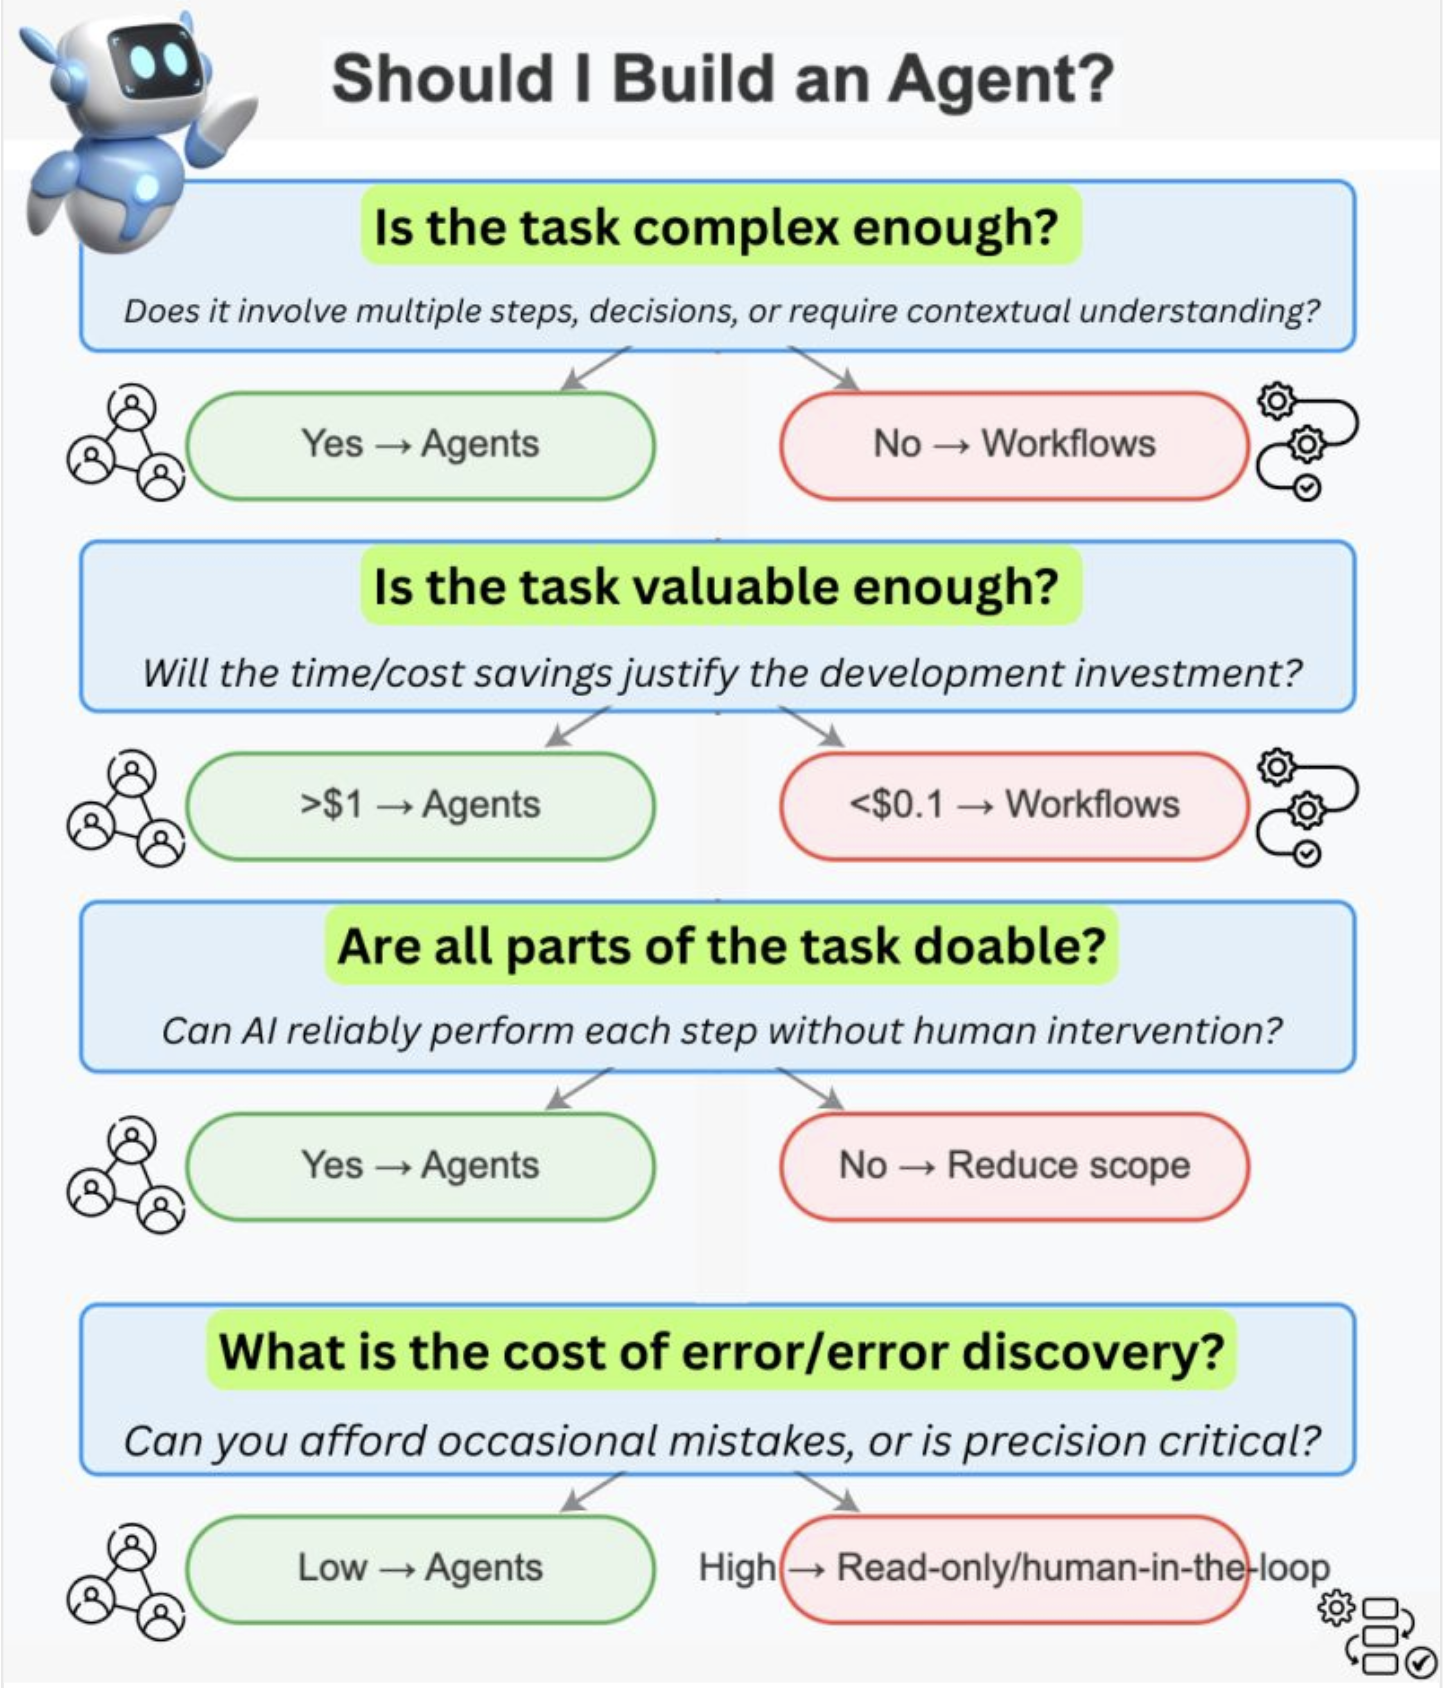 Should I Build an Agent?
Is the task complex enough?
Does it involve multiple steps, decisions, or require contextual understanding?
Yes → Agents
No → Workflows
Is the task valuable enough?
Will the time/cost savings justify the development investment?
>$1 → Agents
<$0.1 → Workflows
Are all parts of the task doable?
Can AI reliably perform each step without human intervention?
Yes → Agents
No → Reduce scope
What is the cost of error/error discovery?
Can you afford occasional mistakes, or is precision critical?
Low → Agents
High → Read-only/human-in-the-loop